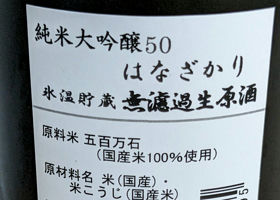 純米大吟醸50
はなざかり
氷温貯蔵 無濾過生原酒
原料米 五百万石
(国産米100%使用)
原材料名 米(国産)・
米こうじ(国産米)